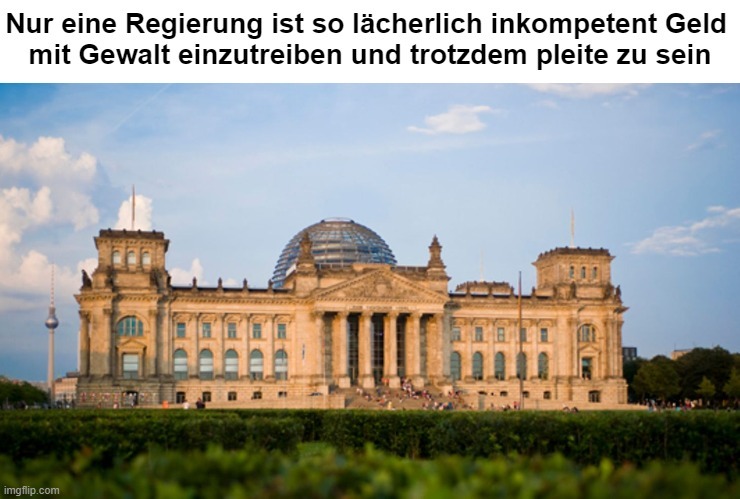 Nur eine Regierung ist so lächerlich inkompetent Geld
mit Gewalt einzutreiben und trotzdem pleite zu sein
imgflip.com